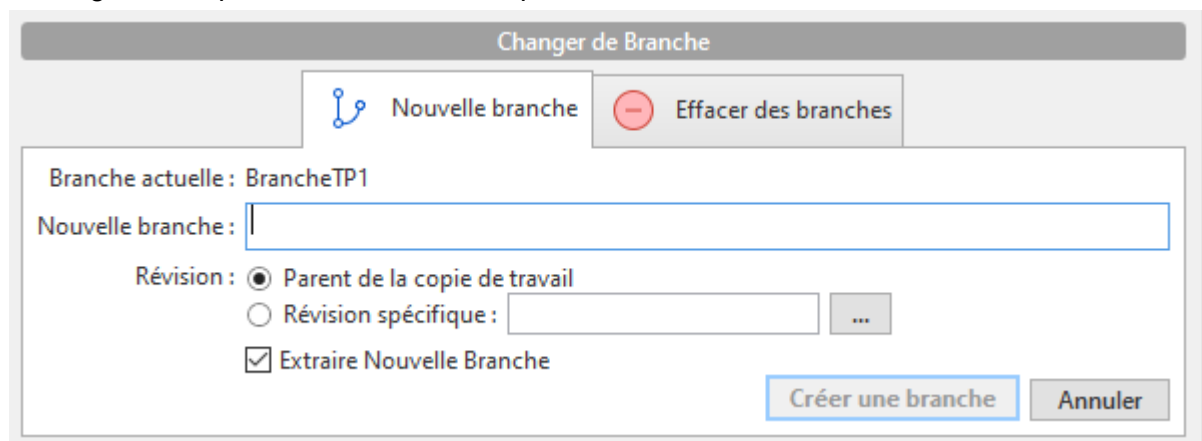 Changer de Branche
Nouvelle branche
Effacer des branches
Branche actuelle : BrancheTP1
Nouvelle branche :
Révision : Parent de la copie de travail
Révision spécifique : ...
Extraire Nouvelle Branche
Créer une branche Annuler